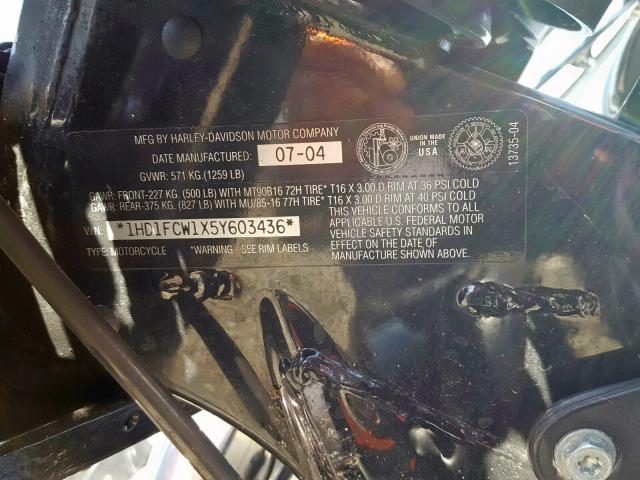 MFG BY HARLEY-DAVIDSON MOTOR COMPANY
DATE MANUFACTURED: 07-04
GVWR: 571 KG.(1259 LB)
UNION MADE IN THE USA
13735-04
GAWR: FRONT-227 KG. (500 LB) WITH MT90B16 72H TIRE* T16 X 3.00 D RIM AT 36 PSI COLD
GAWR: REAR-375 KG. (827 LB) WITH MU/85-16 77H TIRE* T16 X 3.00 D RIM AT 40 PSI COLD
V.I.N.: *1HD1FCW1X5Y603436*
TYPE: MOTORCYCLE *WARNING - SEE RIM LABELS
THIS VEHICLE CONFORMS TO ALL
APPLICABLE U.S. FEDERAL MOTOR
VEHICLE SAFETY STANDARDS IN
EFFECT ON THE DATE OF
MANUFACTURE SHOWN ABOVE.